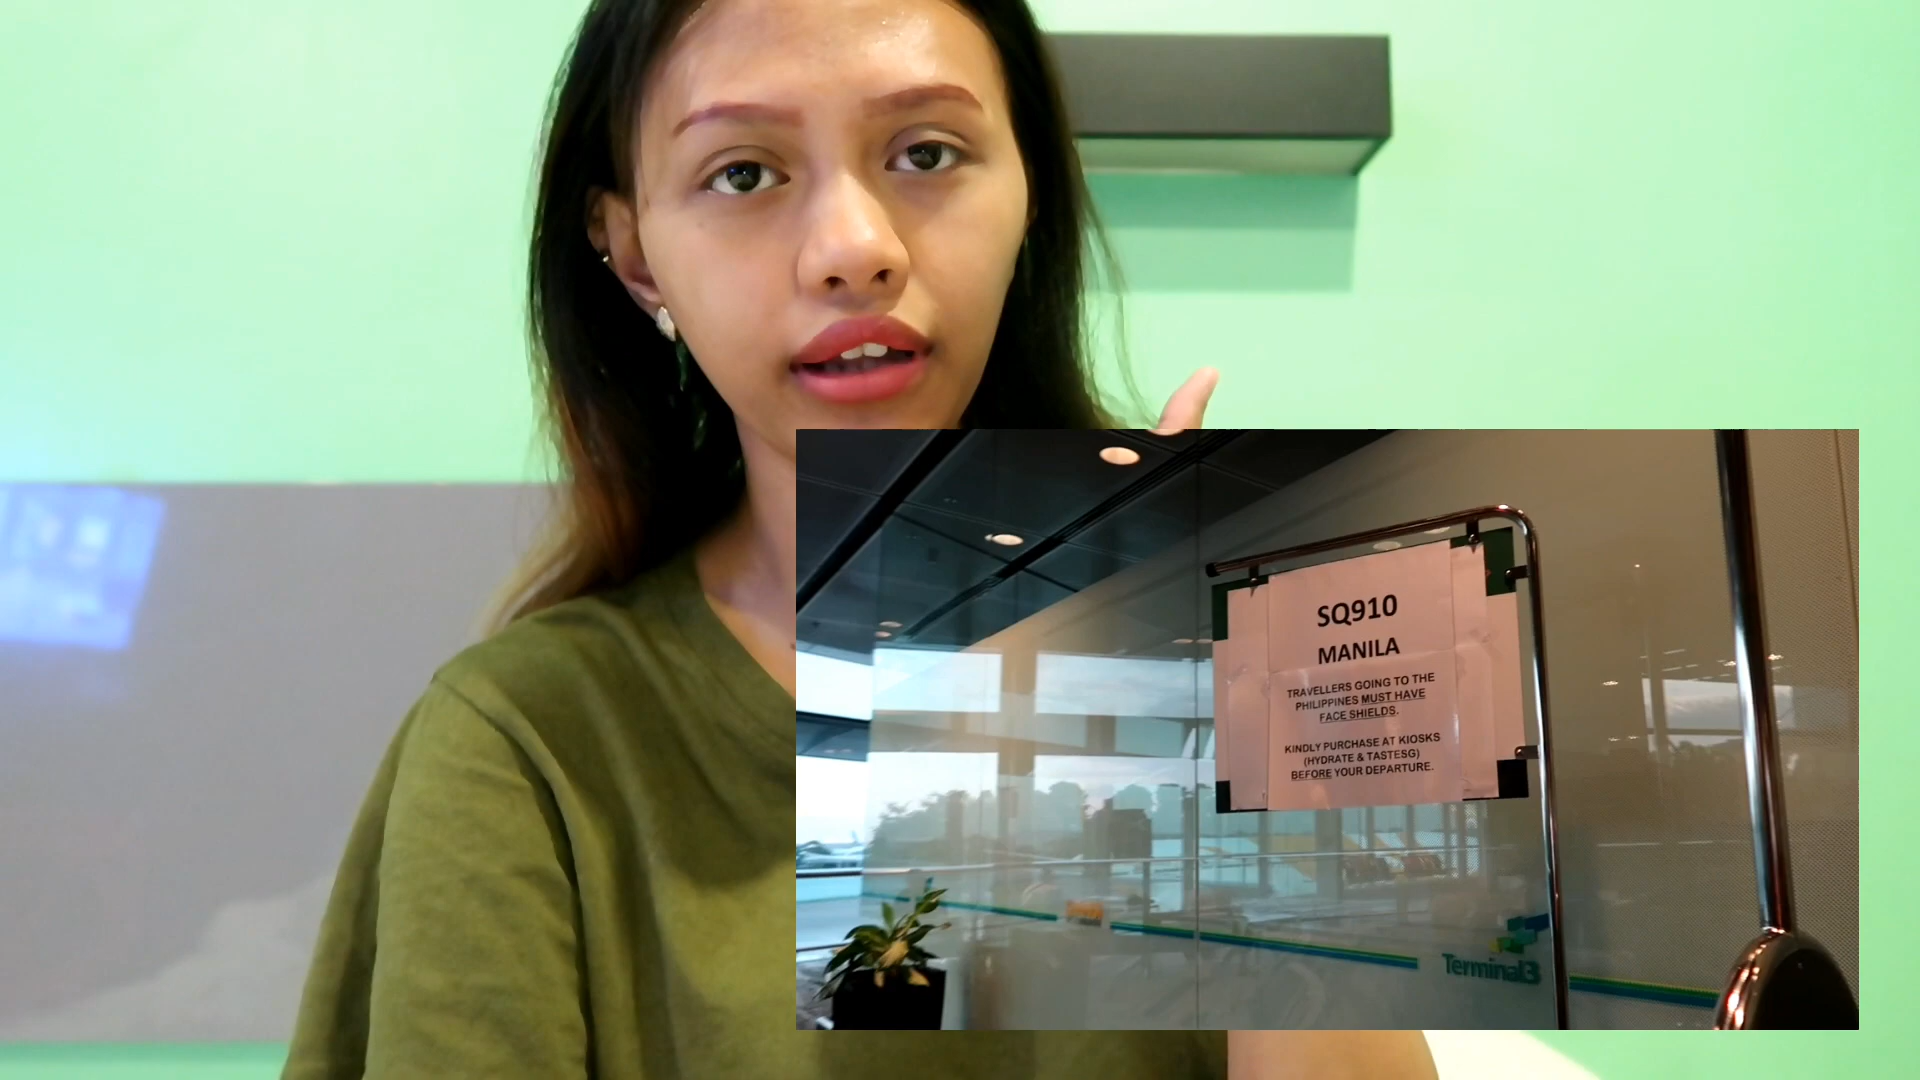 SQ910
MANILA
TRAVELLERS GOING TO THE
PHILIPPINES MUST HAVE
FACE SHIELDS.
KINDLY PURCHASE AT KIOSKS
(HYDRATE & TASTESG)
BEFORE YOUR DEPARTURE.
Terminal3